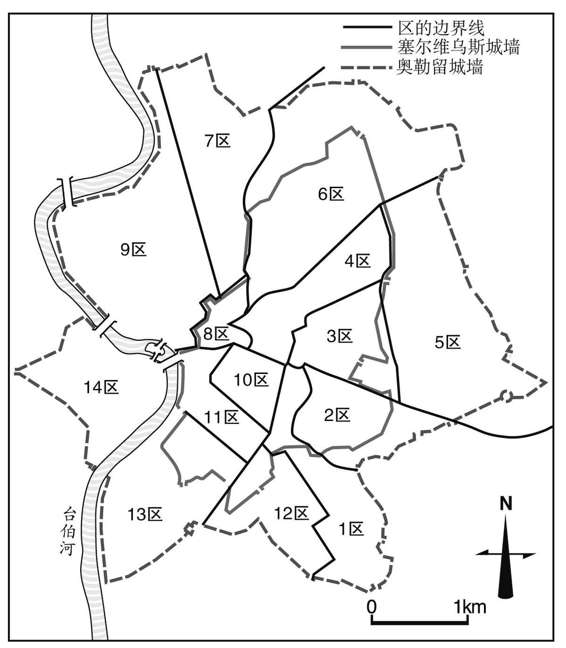 区的边界线
塞尔维乌斯城墙
奥勒留城墙
7区
6区
9区
4区
8区
3区
5区
10区
14区
11区
2区
13区
12区
1区
台伯河
N
0
1km